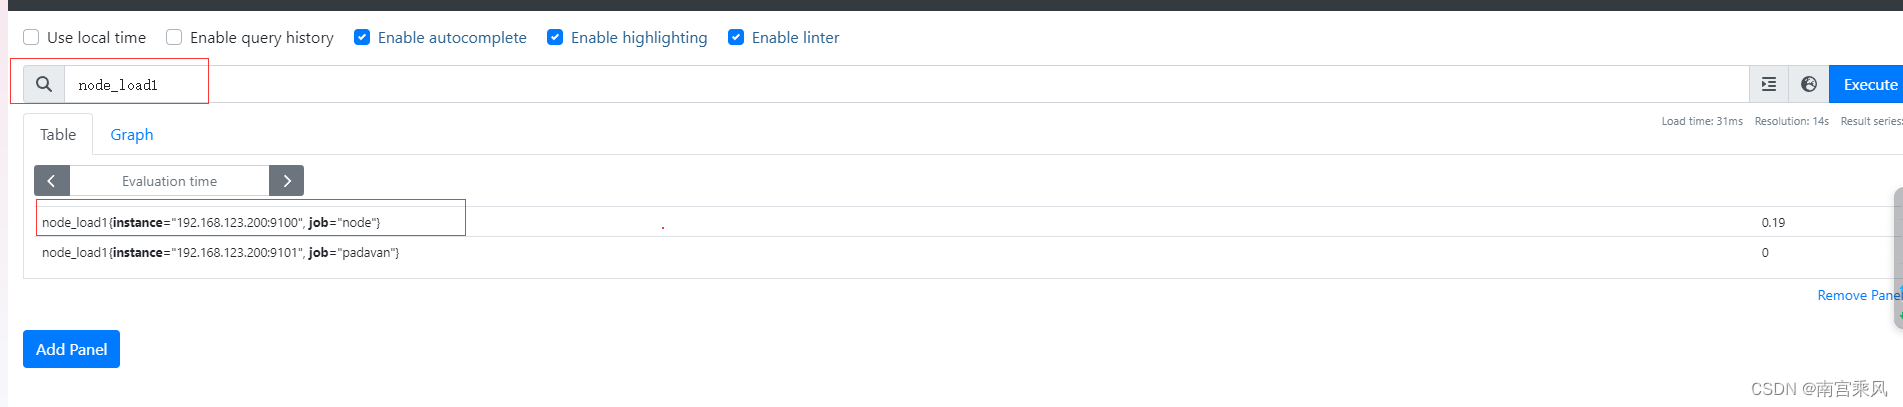 Use local time Enable query history Enable autocomplete Enable highlighting Enable linter
node_load1 Execute
Table Graph Load time: 31ms Resolution: 14s Result series:
Evaluation time
node_load1{instance="192.168.123.200:9100", job="node"} 0.19
node_load1{instance="192.168.123.200:9101", job="padavan"} 0
Remove Panel
Add Panel
CSDN @南宫乘风